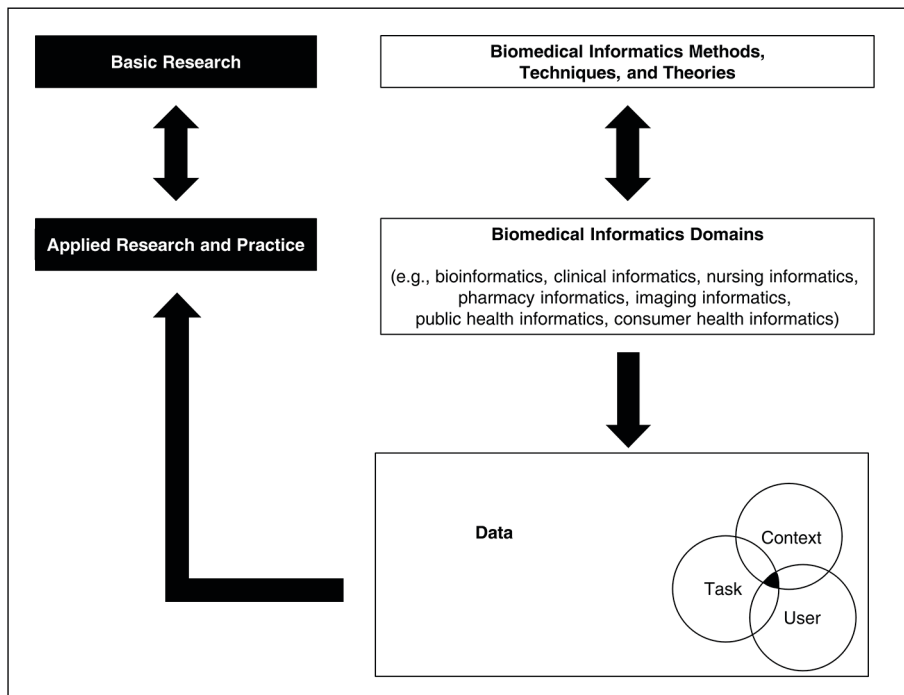 Basic Research
Biomedical Informatics Methods,
Techniques, and Theories
Applied Research and Practice
Biomedical Informatics Domains
(e.g., bioinformatics, clinical informatics, nursing informatics,
pharmacy informatics, imaging informatics,
public health informatics, consumer health informatics)
Data
Context
Task
User